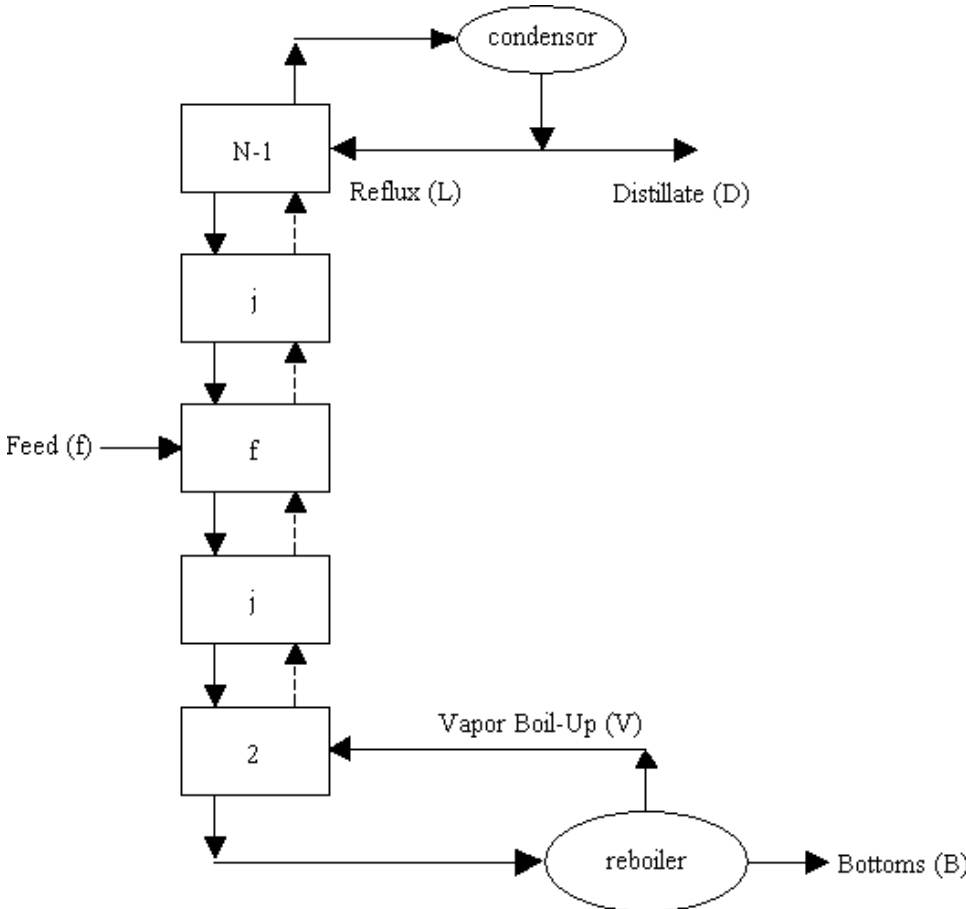 condensor
N-1
Reflux (L)
Distillate (D)
j
Feed (f)
f
j
Vapor Boil-Up (V)
2
reboiler
Bottoms (B)